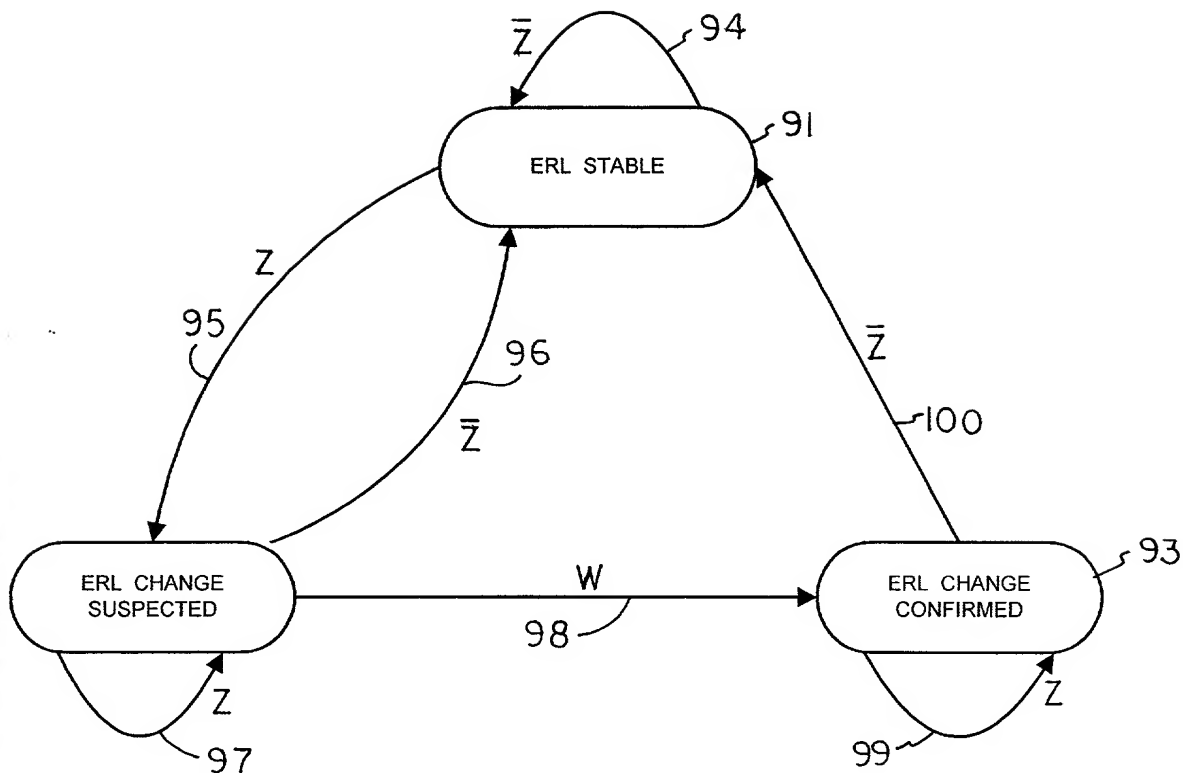 Z̄
94
91
ERL STABLE
Z
95
96
Z̄
Z̄
100
ERL CHANGE
SUSPECTED
W
98
ERL CHANGE
CONFIRMED
93
Z
97
Z
99